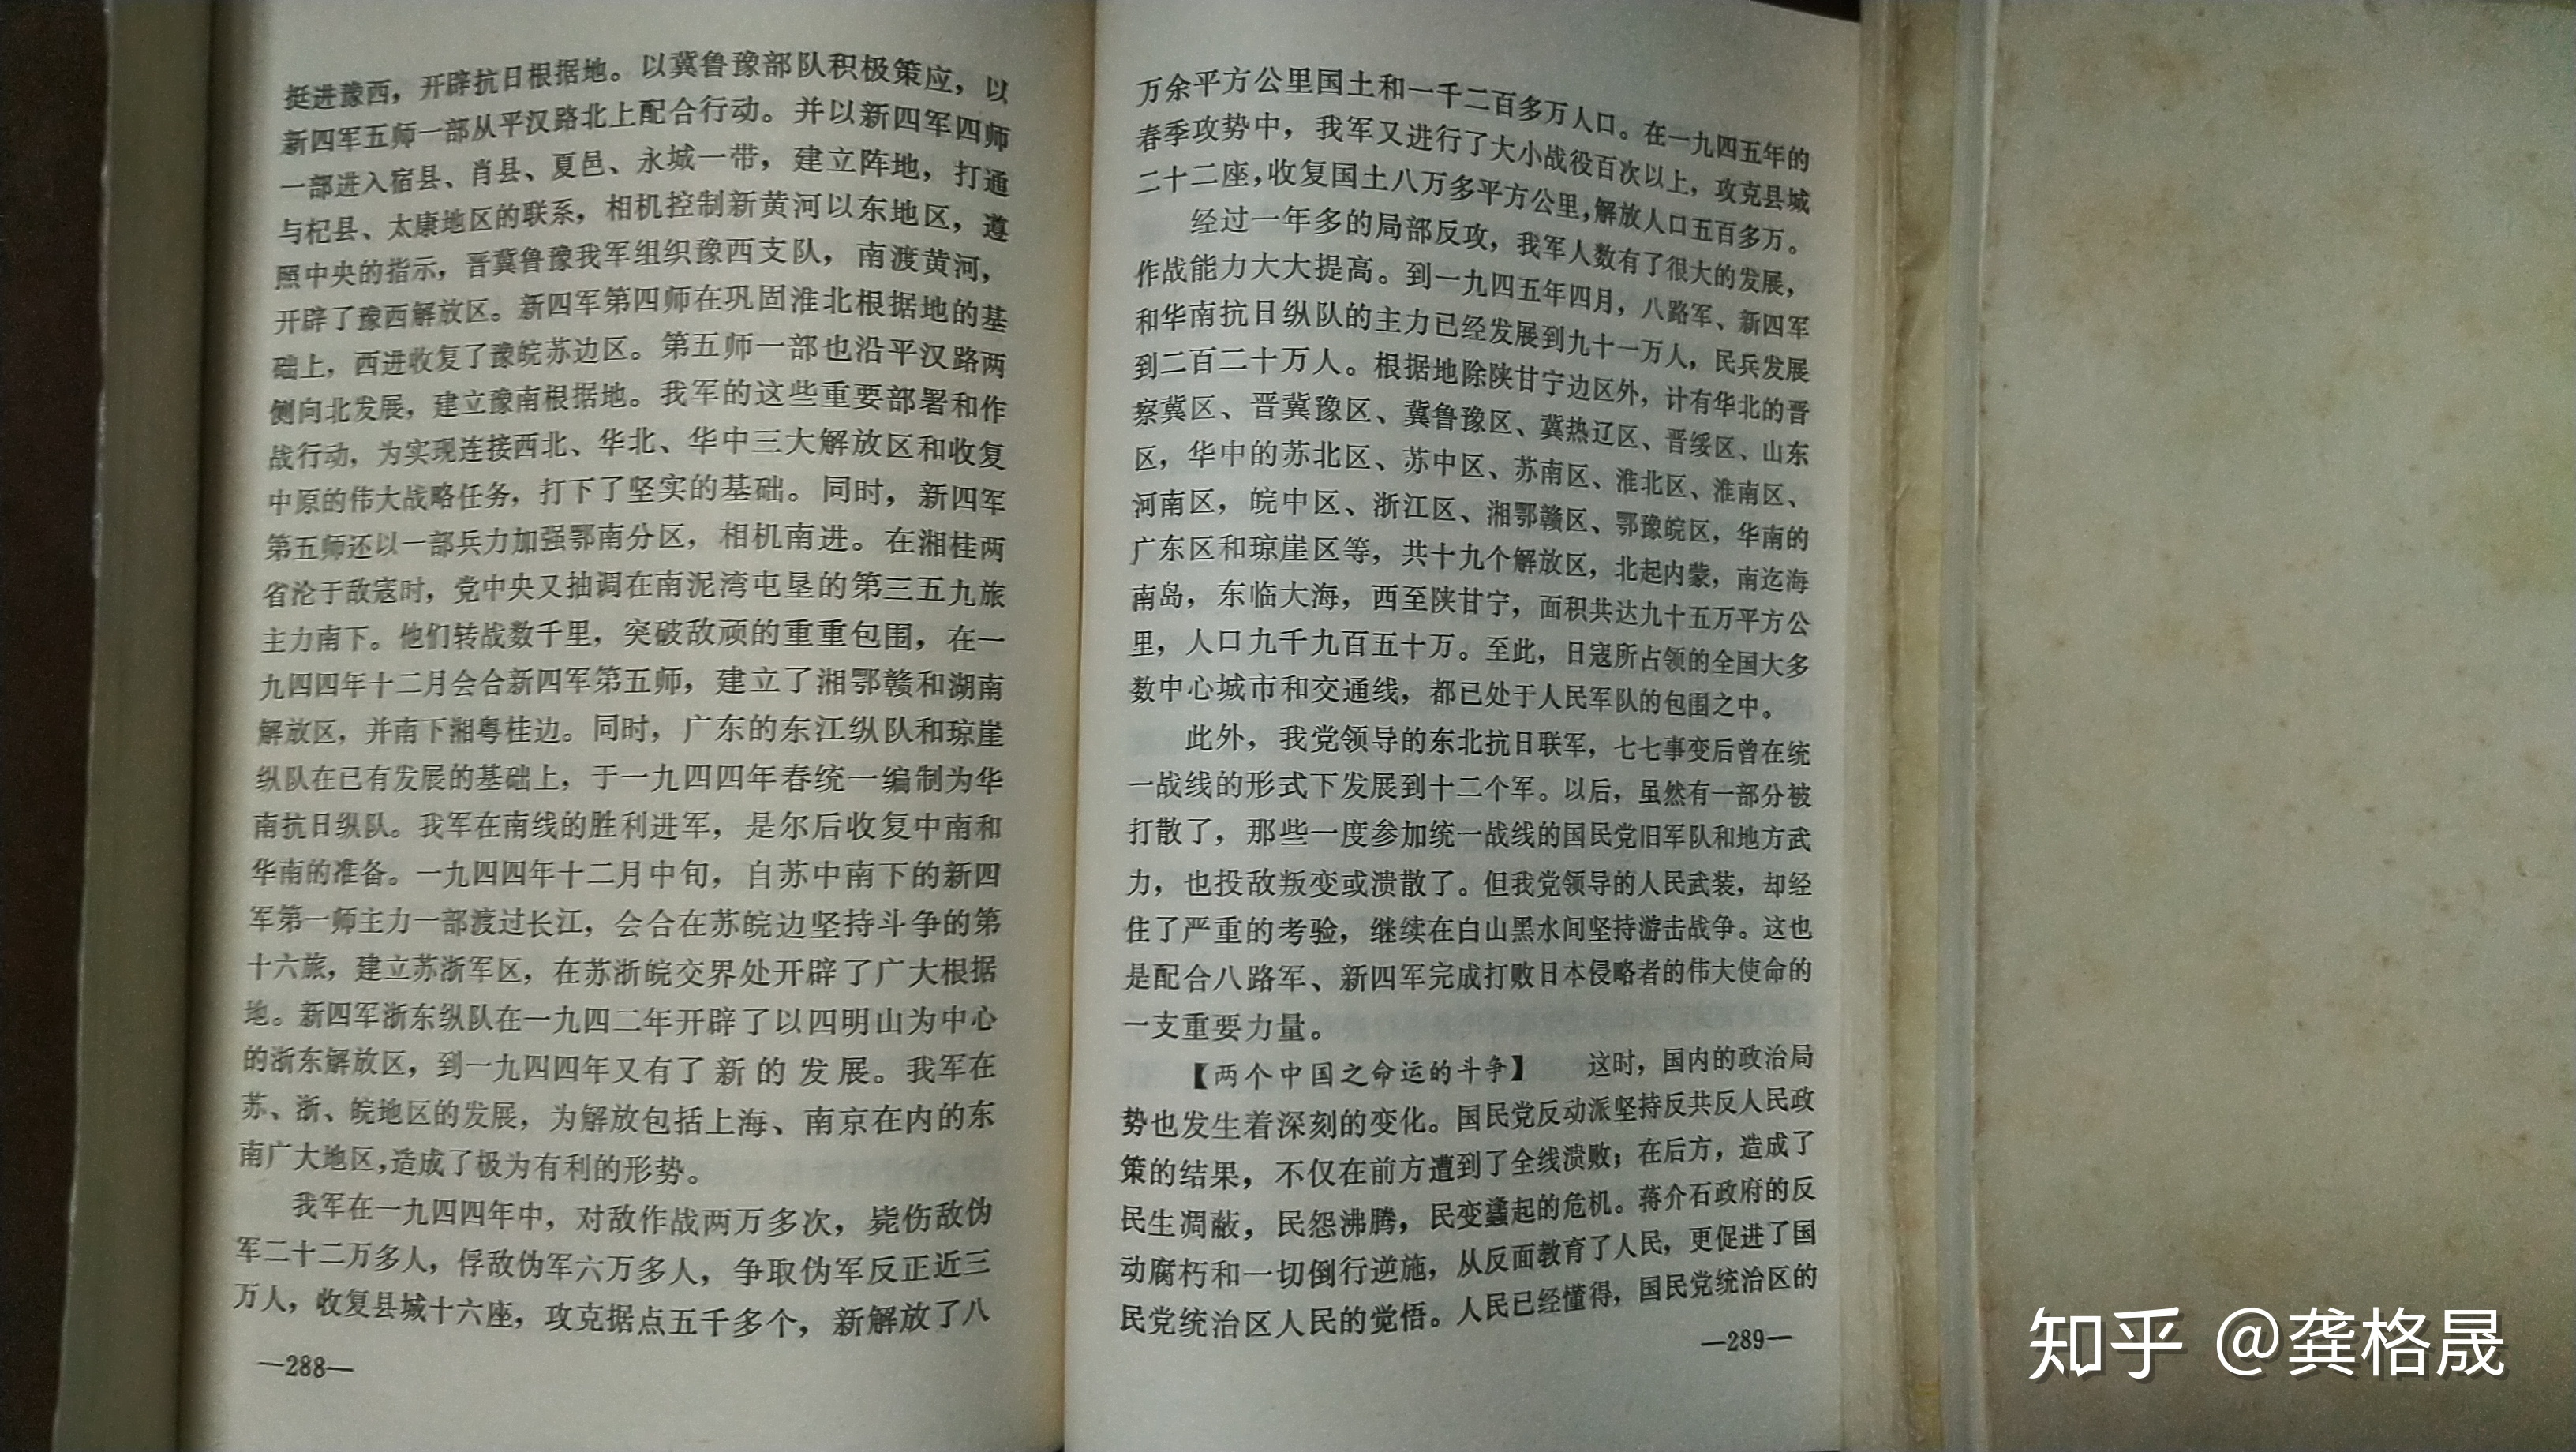 挺进豫西，开辟抗日根据地。以冀鲁豫部队积极策应，以
新四军五师一部从平汉路北上配合行动。并以新四军四师
一部进入宿县、肖县、夏邑、永城一带，建立阵地，打通
与杞县、太康地区的联系，相机控制新黄河以东地区，遵
照中央的指示，晋冀鲁豫我军组织豫西支队，南渡黄河，
开辟了豫西解放区。新四军第四师在巩固淮北根据地的基
础上，西进收复了豫皖苏边区。第五师一部也沿平汉路两
侧向北发展，建立豫南根据地。我军的这些重要部署和作
战行动，为实现连接西北、华北、华中三大解放区和收复
中原的伟大战略任务，打下了坚实的基础。同时，新四军
第五师还以一部兵力加强鄂南分区，相机南进。在湘桂两
省沦于敌寇时，党中央又抽调在南泥湾屯垦的第三五九旅
主力南下。他们转战数千里，突破敌顽的重重包围，在一
九四四年十二月会合新四军第五师，建立了湘鄂赣和湖南
解放区，并南下湘粤桂边。同时，广东的东江纵队和琼崖
纵队在已有发展的基础上，于一九四四年春统一编制为华
南抗日纵队。我军在南线的胜利进军，是尔后收复中南和
华南的准备。一九四四年十二月中旬，自苏中南下的新四
军第一师主力一部渡过长江，会合在苏皖边坚持斗争的第
十六旅，建立苏浙军区，在苏浙皖交界处开辟了广大根据
地。新四军浙东纵队在一九四二年开辟了以四明山为中心
的浙东解放区，到一九四四年又有了新的发展。我军在
苏、浙、皖地区的发展，为解放包括上海、南京在内的东
南广大地区，造成了极为有利的形势。
我军在一九四四年中，对敌作战两万多次，毙伤敌伪
军二十二万多人，俘敌伪军六万多人，争取伪军反正近三
万人，收复县城十六座，攻克据点五千多个，新解放了八
—288—
万余平方公里国土和一千二百多万人口。在一九四五年的
春季攻势中，我军又进行了大小战役百次以上，攻克县城
二十二座，收复国土八万多平方公里，解放人口五百多万。
经过一年多的局部反攻，我军人数有了很大的发展，
作战能力大大提高。到一九四五年四月，八路军、新四军
和华南抗日纵队的主力已经发展到九十一万人，民兵发展
到二百二十万人。根据地除陕甘宁边区外，计有华北的晋
察冀区、晋冀豫区、冀鲁豫区、冀热辽区、晋绥区、山东
区，华中的苏北区、苏中区、苏南区、淮北区、淮南区、
河南区，皖中区、浙江区、湘鄂赣区、鄂豫皖区，华南的
广东区和琼崖区等，共十九个解放区，北起内蒙，南迄海
南岛，东临大海，西至陕甘宁，面积共达九十五万平方公
里，人口九千九百五十万。至此，日寇所占领的全国大多
数中心城市和交通线，都已处于人民军队的包围之中。
此外，我党领导的东北抗日联军，七七事变后曾在统
一战线的形式下发展到十二个军。以后，虽然有一部分被
打散了，那些一度参加统一战线的国民党旧军队和地方武
力，也投敌叛变或溃散了。但我党领导的人民武装，却经
住了严重的考验，继续在白山黑水间坚持游击战争。这也
是配合八路军、新四军完成打败日本侵略者的伟大使命的
一支重要力量。
【两个中国之命运的斗争】 这时，国内的政治局
势也发生着深刻的变化。国民党反动派坚持反共反人民政
策的结果，不仅在前方遭到了全线溃败；在后方，造成了
民生凋蔽，民怨沸腾，民变蠭起的危机。蒋介石政府的反
动腐朽和一切倒行逆施，从反面教育了人民，更促进了国
民党统治区人民的觉悟。人民已经懂得，国民党统治区的
—289—
知乎 @龚格晟